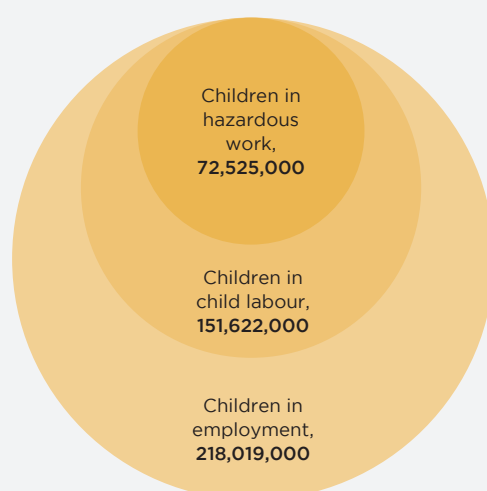 Children in
hazardous
work,
72,525,000
Children in
child labour,
151,622,000
Children in
employment,
218,019,000